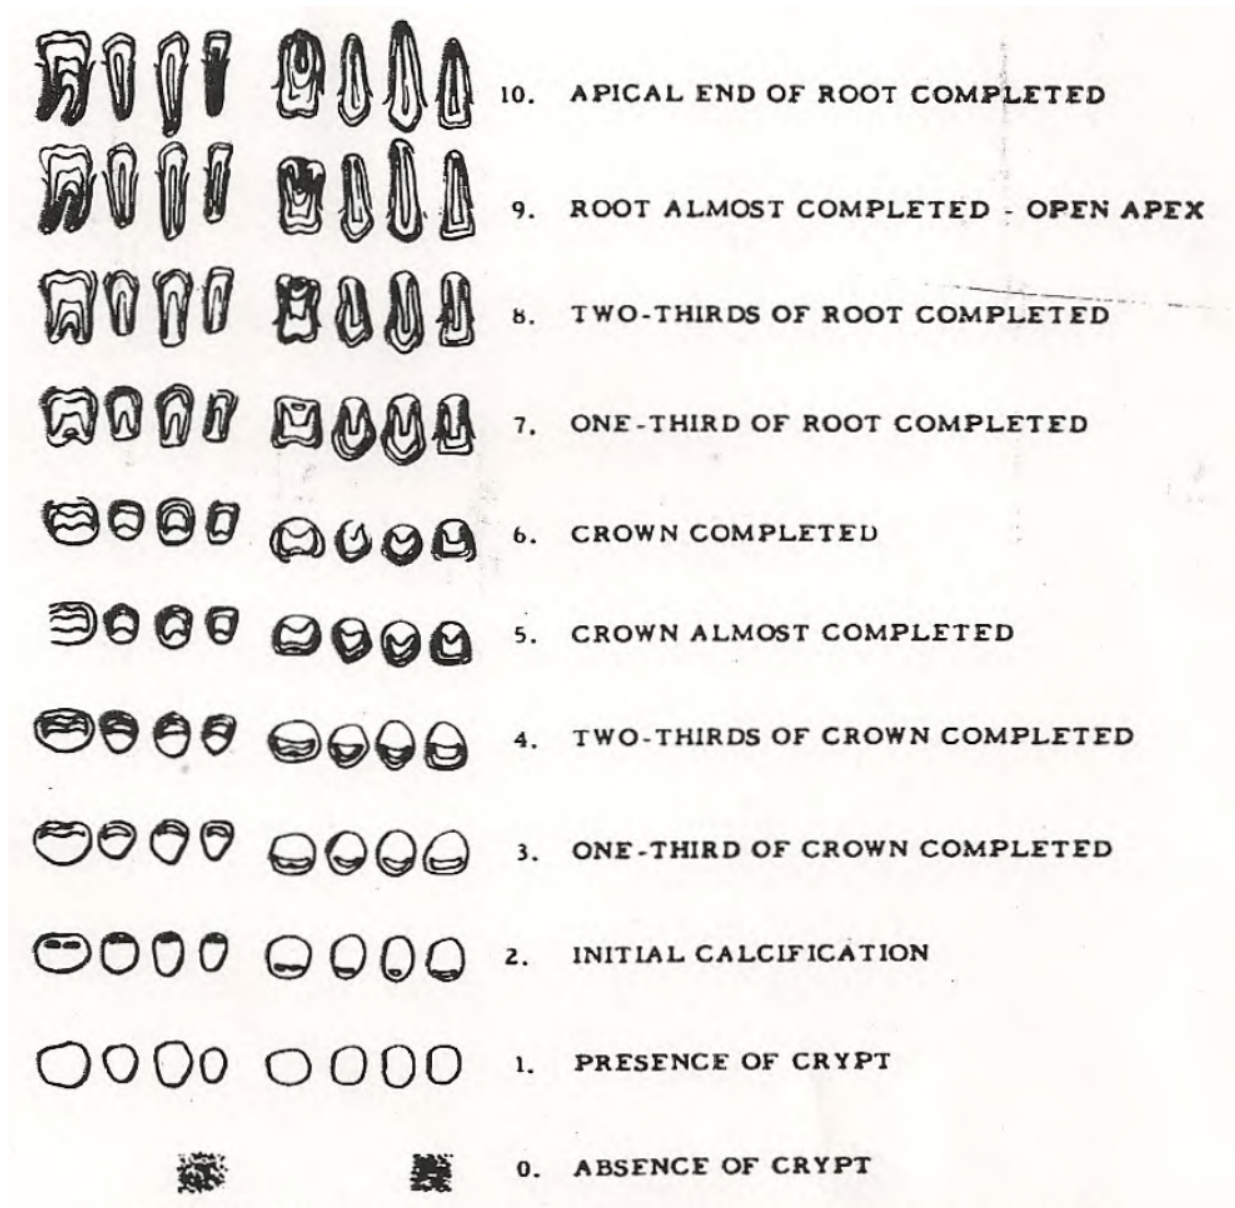 10. APICAL END OF ROOT COMPLETED
9. ROOT ALMOST COMPLETED - OPEN APEX
8. TWO-THIRDS OF ROOT COMPLETED
7. ONE-THIRD OF ROOT COMPLETED
6. CROWN COMPLETED
5. CROWN ALMOST COMPLETED
4. TWO-THIRDS OF CROWN COMPLETED
3. ONE-THIRD OF CROWN COMPLETED
2. INITIAL CALCIFICATION
1. PRESENCE OF CRYPT
0. ABSENCE OF CRYPT